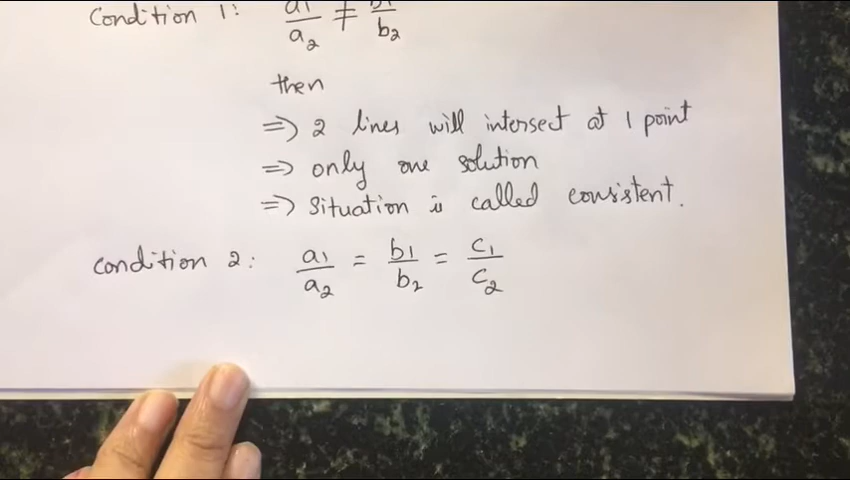 Condition 1: a1/a2 ≠ b1/b2
then
=> 2 lines will intersect at 1 point
=> only one solution
=> situation is called consistent.
condition 2: a1/a2 = b1/b2 = c1/c2